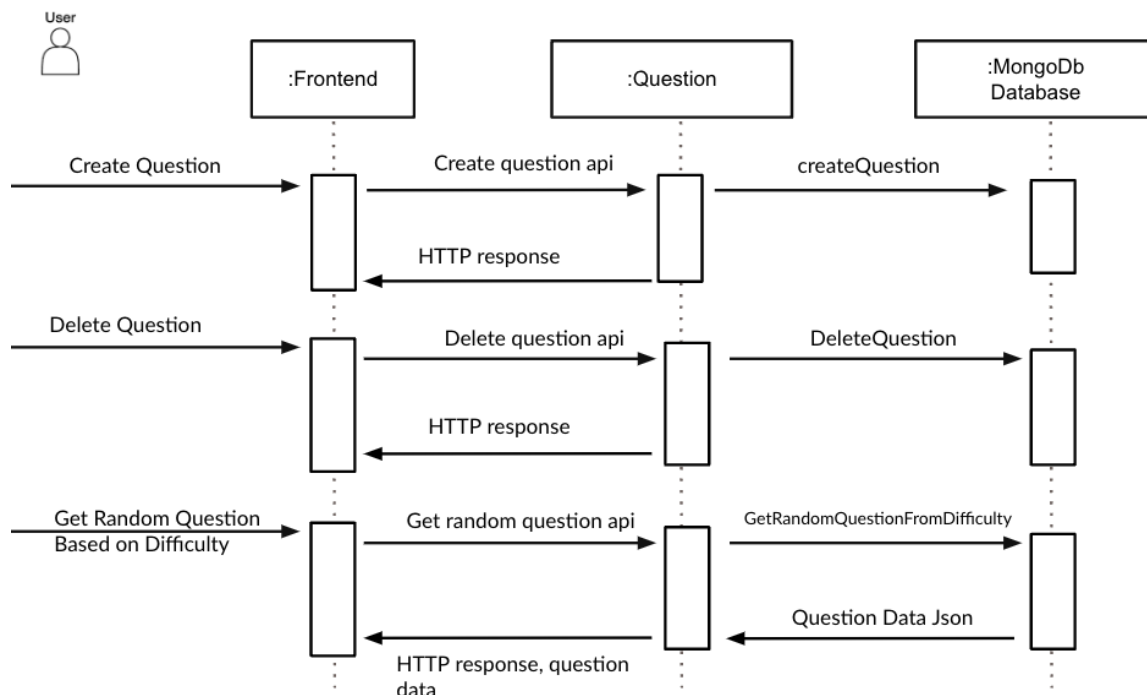 User
:Frontend
:Question
:MongoDb
Database
Create Question
Create question api
createQuestion
HTTP response
Delete Question
Delete question api
DeleteQuestion
HTTP response
Get Random Question
Based on Difficulty
Get random question api
GetRandomQuestionFromDifficulty
Question Data Json
HTTP response, question
data